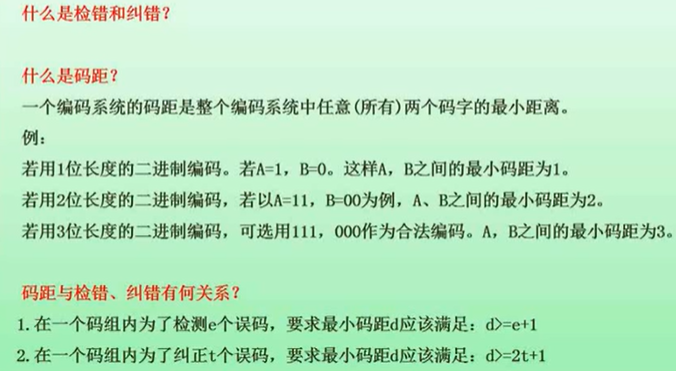 什么是检错和纠错？
什么是码距？
一个编码系统的码距是整个编码系统中任意(所有)两个码字的最小距离。
例：
若用1位长度的二进制编码。若A=1，B=0。这样A，B之间的最小码距为1。
若用2位长度的二进制编码，若以A=11，B=00为例，A、B之间的最小码距为2。
若用3位长度的二进制编码，可选用111，000作为合法编码。A，B之间的最小码距为3。
码距与检错、纠错有何关系？
1.在一个码组内为了检测e个误码，要求最小码距d应该满足：d>=e+1
2.在一个码组内为了纠正t个误码，要求最小码距d应该满足：d>=2t+1